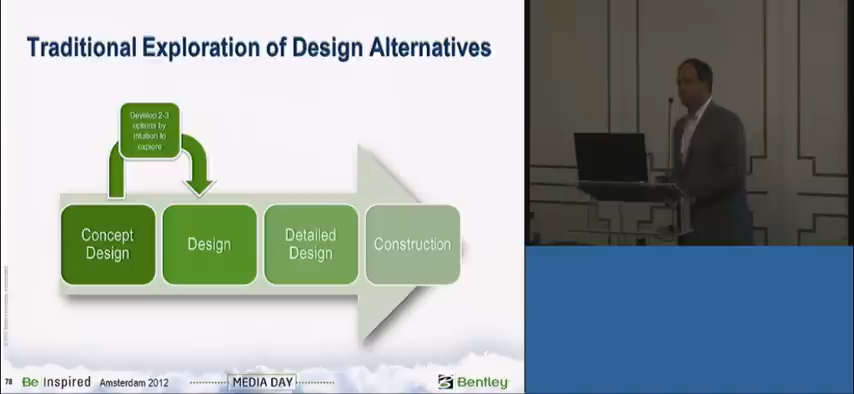 Traditional Exploration of Design Alternatives
Develop 2-3
options by
intuition to
explore
Concept
Design
Design
Detailed
Design
Construction
78 Be Inspired Amsterdam 2012 MEDIA DAY Bentley